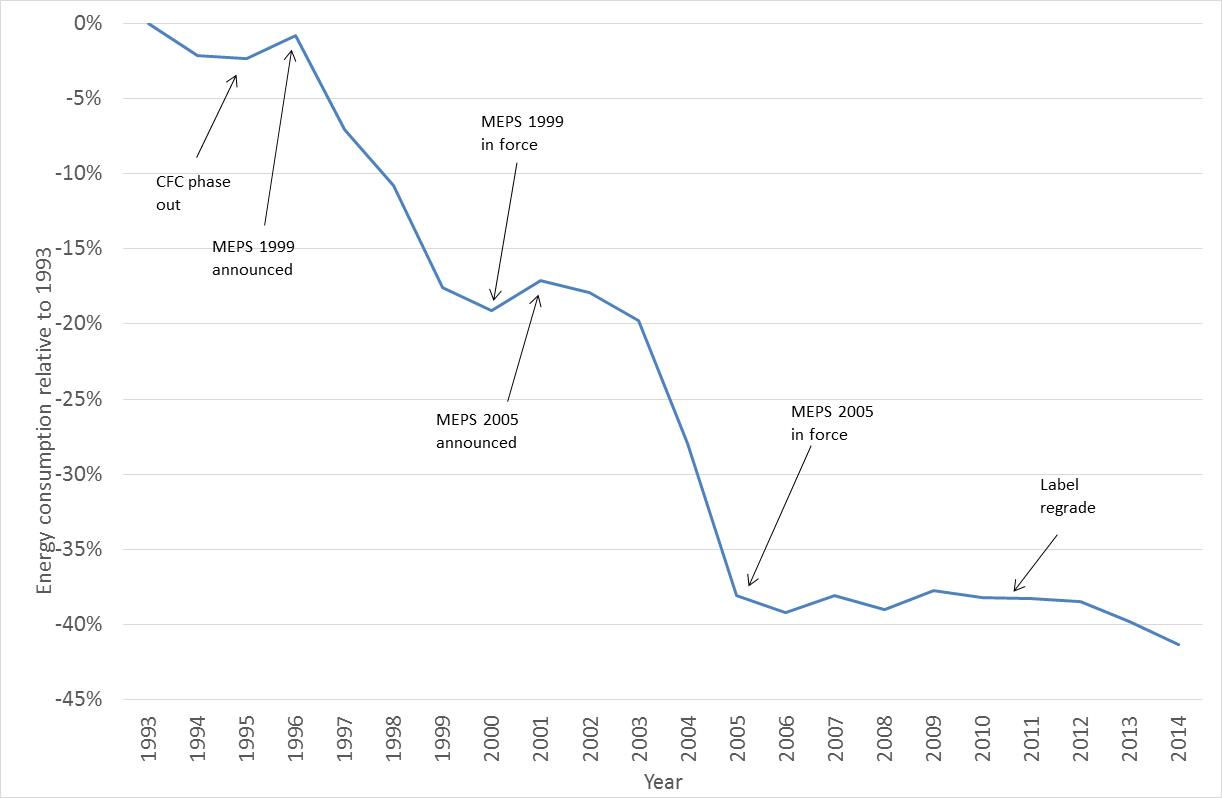 0%
-5%
-10%
-15%
-20%
-25%
-30%
-35%
-40%
-45%
Energy consumption relative to 1993
CFC phase
out
MEPS 1999
announced
MEPS 1999
in force
MEPS 2005
announced
MEPS 2005
in force
Label
regrade
1993
1994
1995
1996
1997
1998
1999
2000
2001
2002
2003
2004
2005
2006
2007
2008
2009
2010
2011
2012
2013
2014
Year